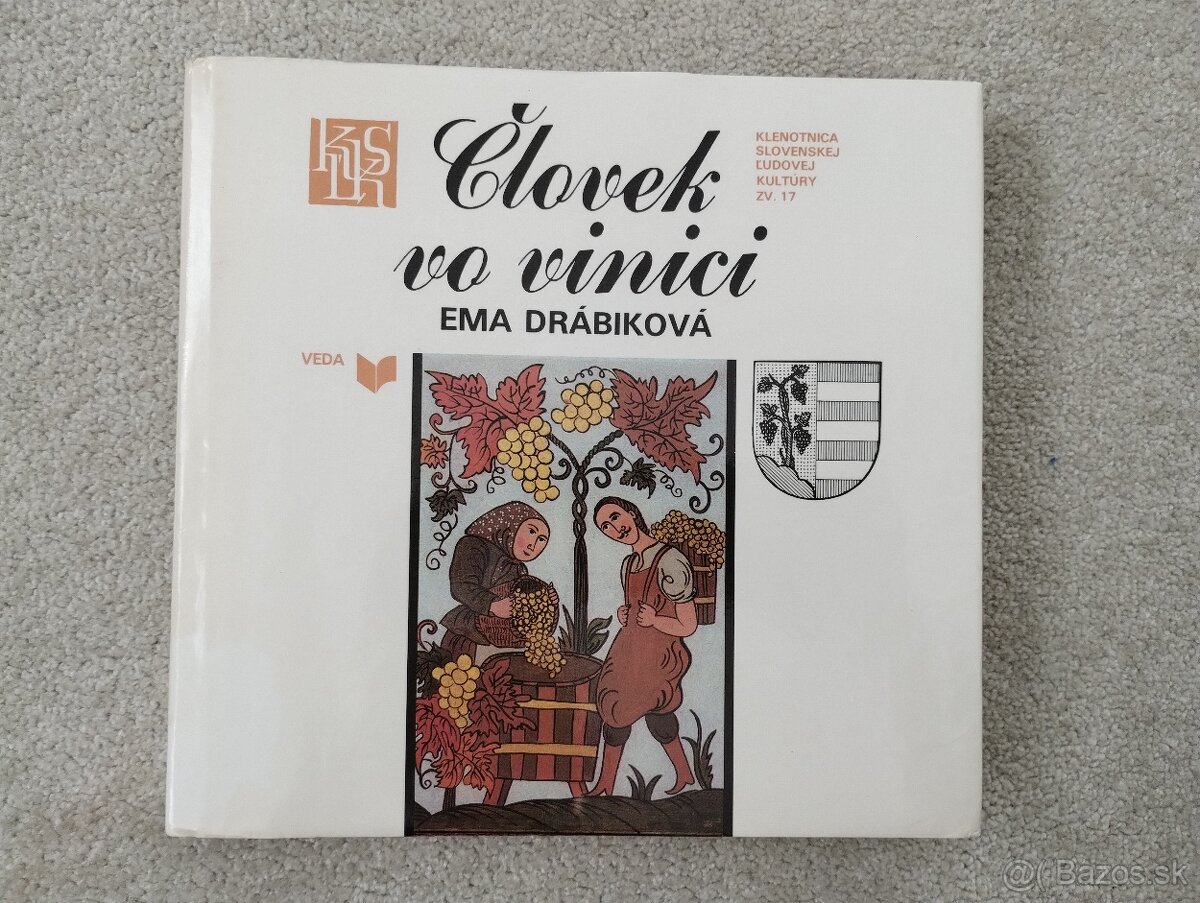 KĽSK
Človek
vo vinici
EMA DRÁBIKOVÁ
KLENOTNICA
SLOVENSKEJ
ĽUDOVEJ
KULTÚRY
ZV. 17
VEDA
@( Bazos.sk